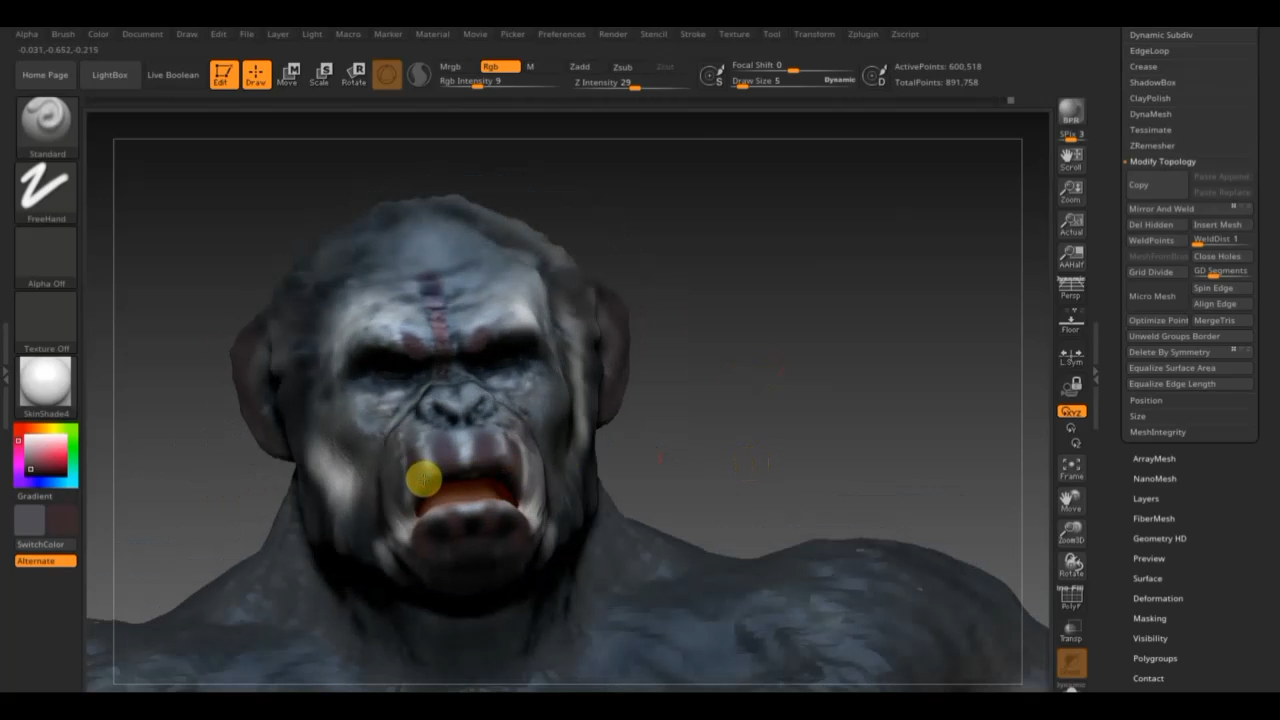 Alpha Brush Color Document Draw Edit File Layer Light Macro Marker Material Movie Picker Preferences Render Stencil Stroke Texture Tool Transform Zplugin Zscript
-0.031,-0.652,-0.219
Home Page
LightBox
Live Boolean
Edit
Draw
Move
Scale
Rotate
Mrgb Rgb M
Rgb Intensity 9
Zadd Zsub Zcut
Z Intensity 29
S
Focal Shift 0
Draw Size 5 Dynamic
D
ActivePoints: 600,518
TotalPoints: 891,758
Standard
FreeHand
Alpha Off
Texture Off
SkinShade4
Gradient
SwitchColor
Alternate
BPR
SPix 3
Scroll
Zoom
Actual
AAHalf
Dynamic
Persp
Floor
L.Sym
XYZ
Frame
Move
Zoom3D
Rotate
PolyF
Transp
Dynamic
Dynamic Subdiv
EdgeLoop
Crease
ShadowBox
ClayPolish
DynaMesh
Tessimate
ZRemesher
Modify Topology
Copy
Paste Append
Paste Replace
Mirror And Weld
Del Hidden Insert Mesh
WeldPoints WeldDist 1
Close Holes
Grid Divide GD Segments
Micro Mesh
Spin Edge
Align Edge
Optimize Point MergeTris
Unweld Groups Border
Delete By Symmetry
Equalize Surface Area
Equalize Edge Length
Position
Size
MeshIntegrity
ArrayMesh
NanoMesh
Layers
FiberMesh
Geometry HD
Preview
Surface
Deformation
Masking
Visibility
Polygroups
Contact